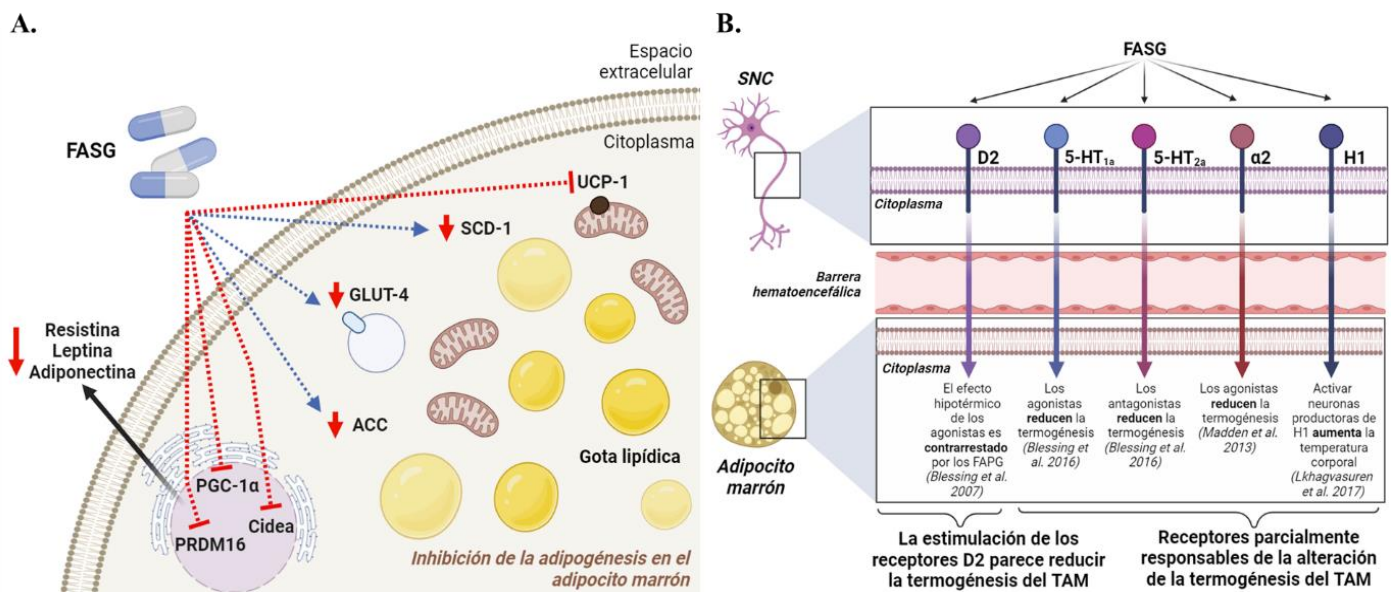 A.
Espacio
extracelular
Citoplasma
FASG
UCP-1
SCD-1
GLUT-4
ACC
Resistina
Leptina
Adiponectina
PGC-1α
Cidea
PRDM16
Gota lipídica
Inhibición de la adipogénesis en el
adipocito marrón
B.
FASG
SNC
D2
5-HT1a
5-HT2a
α2
H1
Citoplasma
Barrera
hematoencefálica
Citoplasma
Adipocito
marrón
El efecto
hipotérmico
de los
agonistas es
contrarrestado
por los FAPG
(Blessing et al.
2007)
Los
agonistas
reducen la
termogénesis
(Blessing et
al. 2016)
Los
antagonistas
reducen la
termogénesis
(Blessing et al.
2016)
Los agonistas
reducen la
termogénesis
(Madden et al.
2013)
Activar
neuronas
productoras de
H1 aumenta la
temperatura
corporal
(Lkhagvasuren
et al. 2017)
La estimulación de los
receptores D2 parece reducir
la termogénesis del TAM
Receptores parcialmente
responsables de la alteración
de la termogénesis del TAM